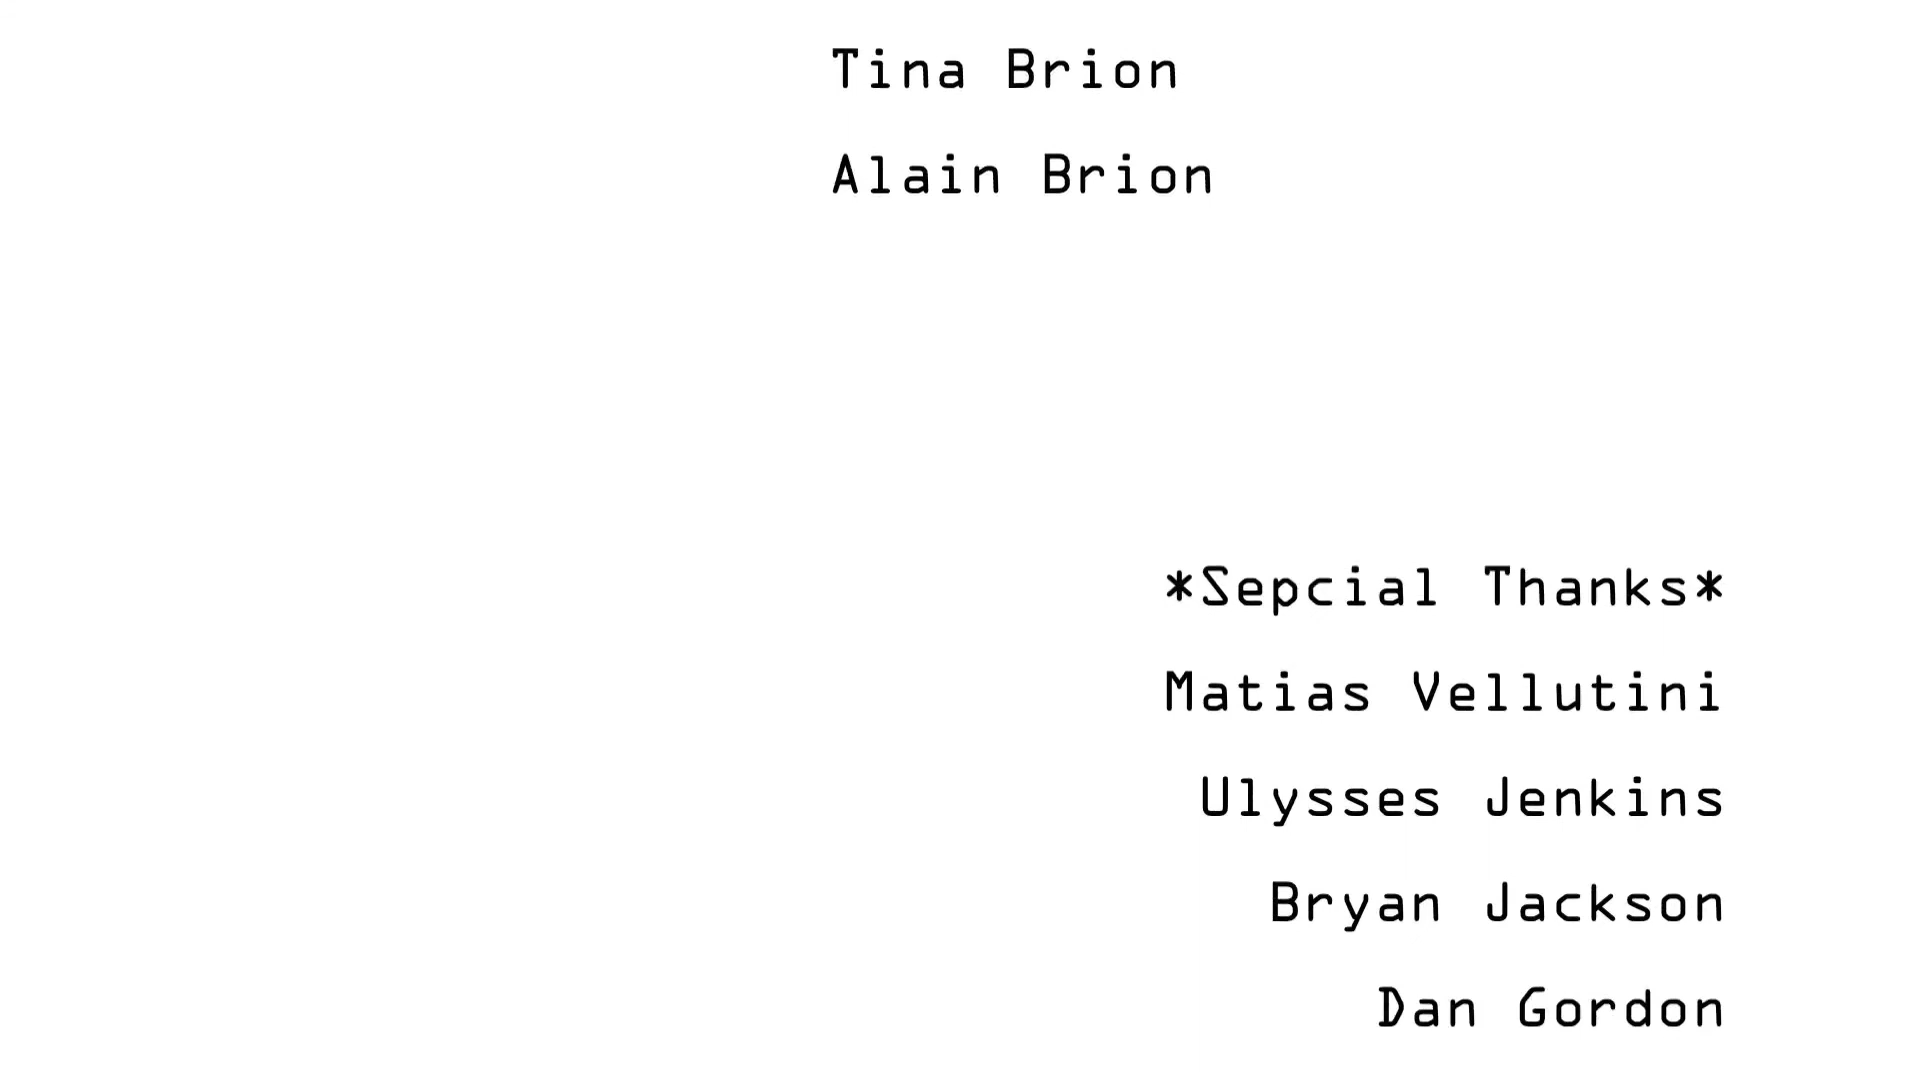 Tina Brion
Alain Brion
*Sepcial Thanks*
Matias Vellutini
Ulysses Jenkins
Bryan Jackson
Dan Gordon